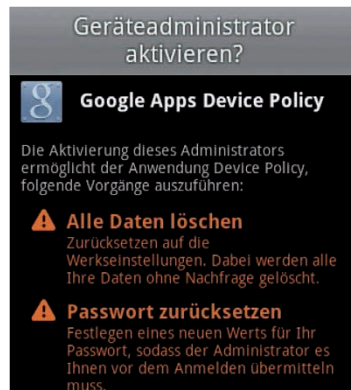 Geräteadministrator
aktivieren?
g Google Apps Device Policy
Die Aktivierung dieses Administrators
ermöglicht der Anwendung Device Policy,
folgende Vorgänge auszuführen:
Alle Daten löschen
Zurücksetzen auf die
Werkseinstellungen. Dabei werden alle
Ihre Daten ohne Nachfrage gelöscht.
Passwort zurücksetzen
Festlegen eines neuen Werts für Ihr
Passwort, sodass der Administrator es
Ihnen vor dem Anmelden übermitteln
muss.